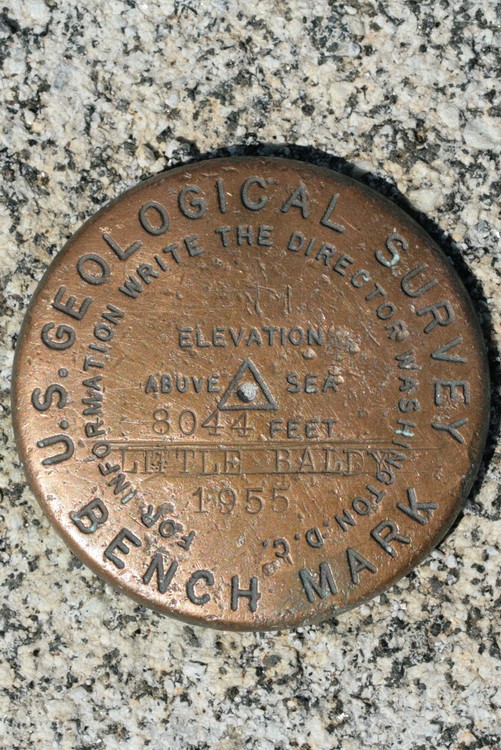 U.S. GEOLOGICAL SURVEY
FOR INFORMATION WRITE THE DIRECTOR WASHINGTON. D. C.
ELEVATION
ABOVE SEA
8044 FEET
LITTLE BALDY
1955
BENCH MARK